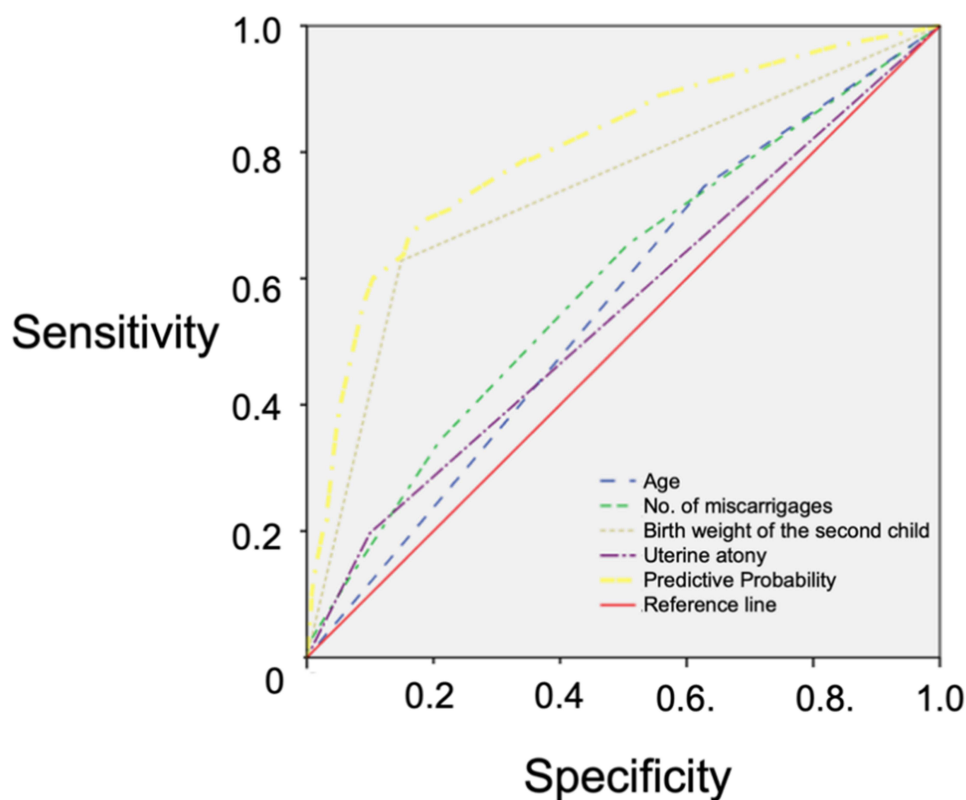 1.0
0.8
0.6
0.4
0.2
0
Sensitivity
Age
No. of miscarrigages
Birth weight of the second child
Uterine atony
Predictive Probability
.Reference line
0.2 0.4 0.6. 0.8. 1.0
Specificity